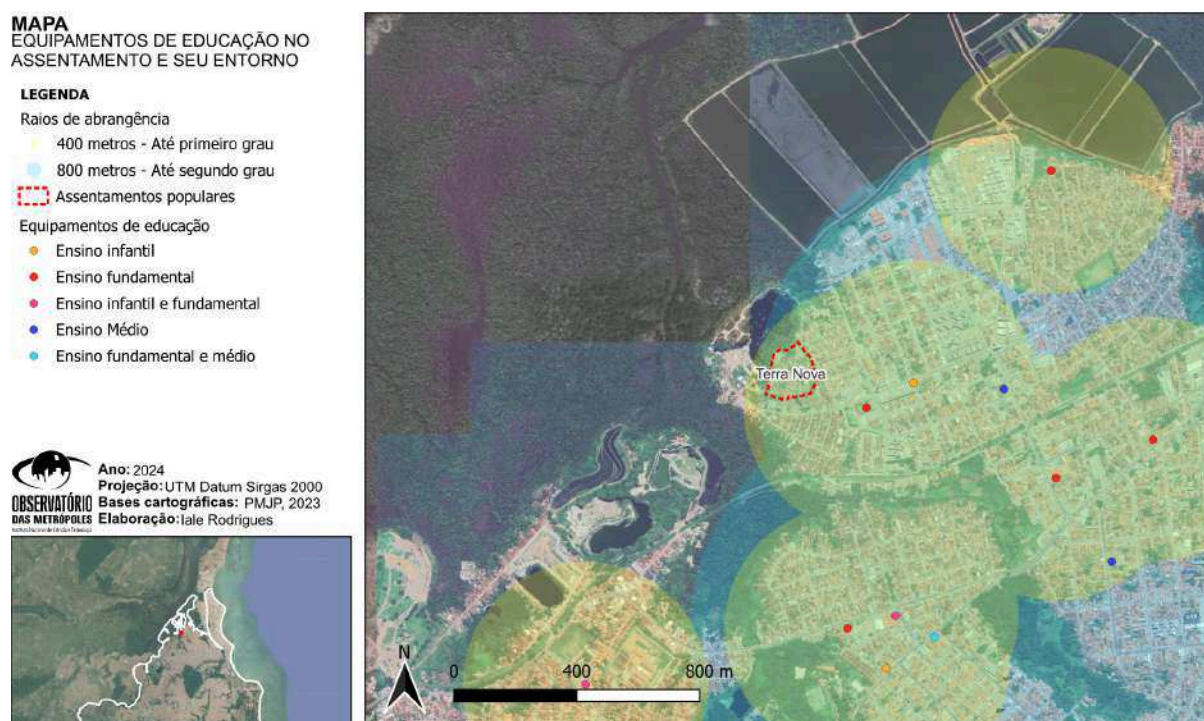 MAPA
EQUIPAMENTOS DE EDUCAÇÃO NO
ASSENTAMENTO E SEU ENTORNO
LEGENDA
Raios de abrangência
400 metros - Até primeiro grau
800 metros - Até segundo grau
Assentamentos populares
Equipamentos de educação
Ensino infantil
Ensino fundamental
Ensino infantil e fundamental
Ensino Médio
Ensino fundamental e médio
OBSERVATÓRIO
DAS METRÓPOLES
Ano: 2024
Projeção: UTM Datum Sirgas 2000
Bases cartográficas: PMJP, 2023
Elaboração: Iale Rodrigues
Terra Nova
N
0 400 800 m